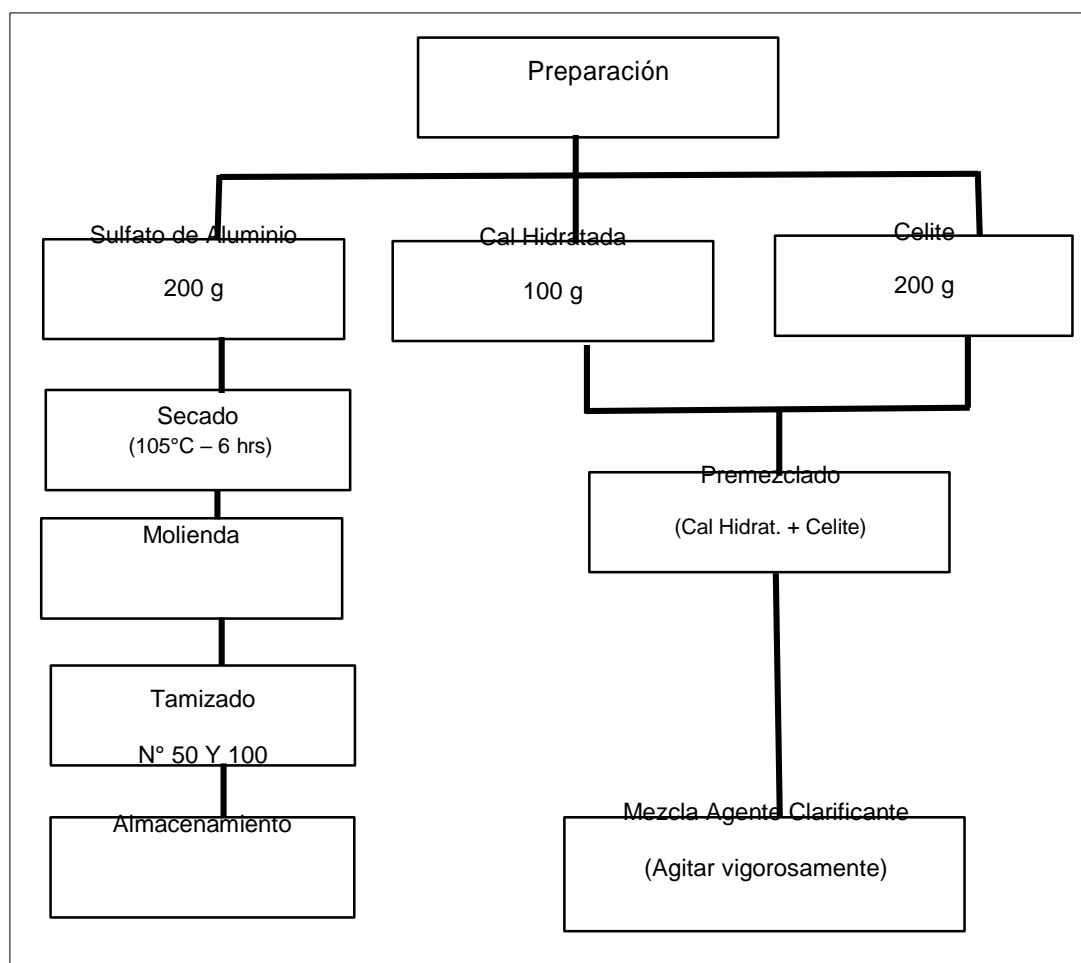 Preparación
Sulfato de Aluminio
200 g
Cal Hidratada
100 g
Celite
200 g
Secado
(105°C – 6 hrs)
Molienda
Tamizado
N° 50 Y 100
Almacenamiento
Premezclado
(Cal Hidrat. + Celite)
Mezcla Agente Clarificante
(Agitar vigorosamente)